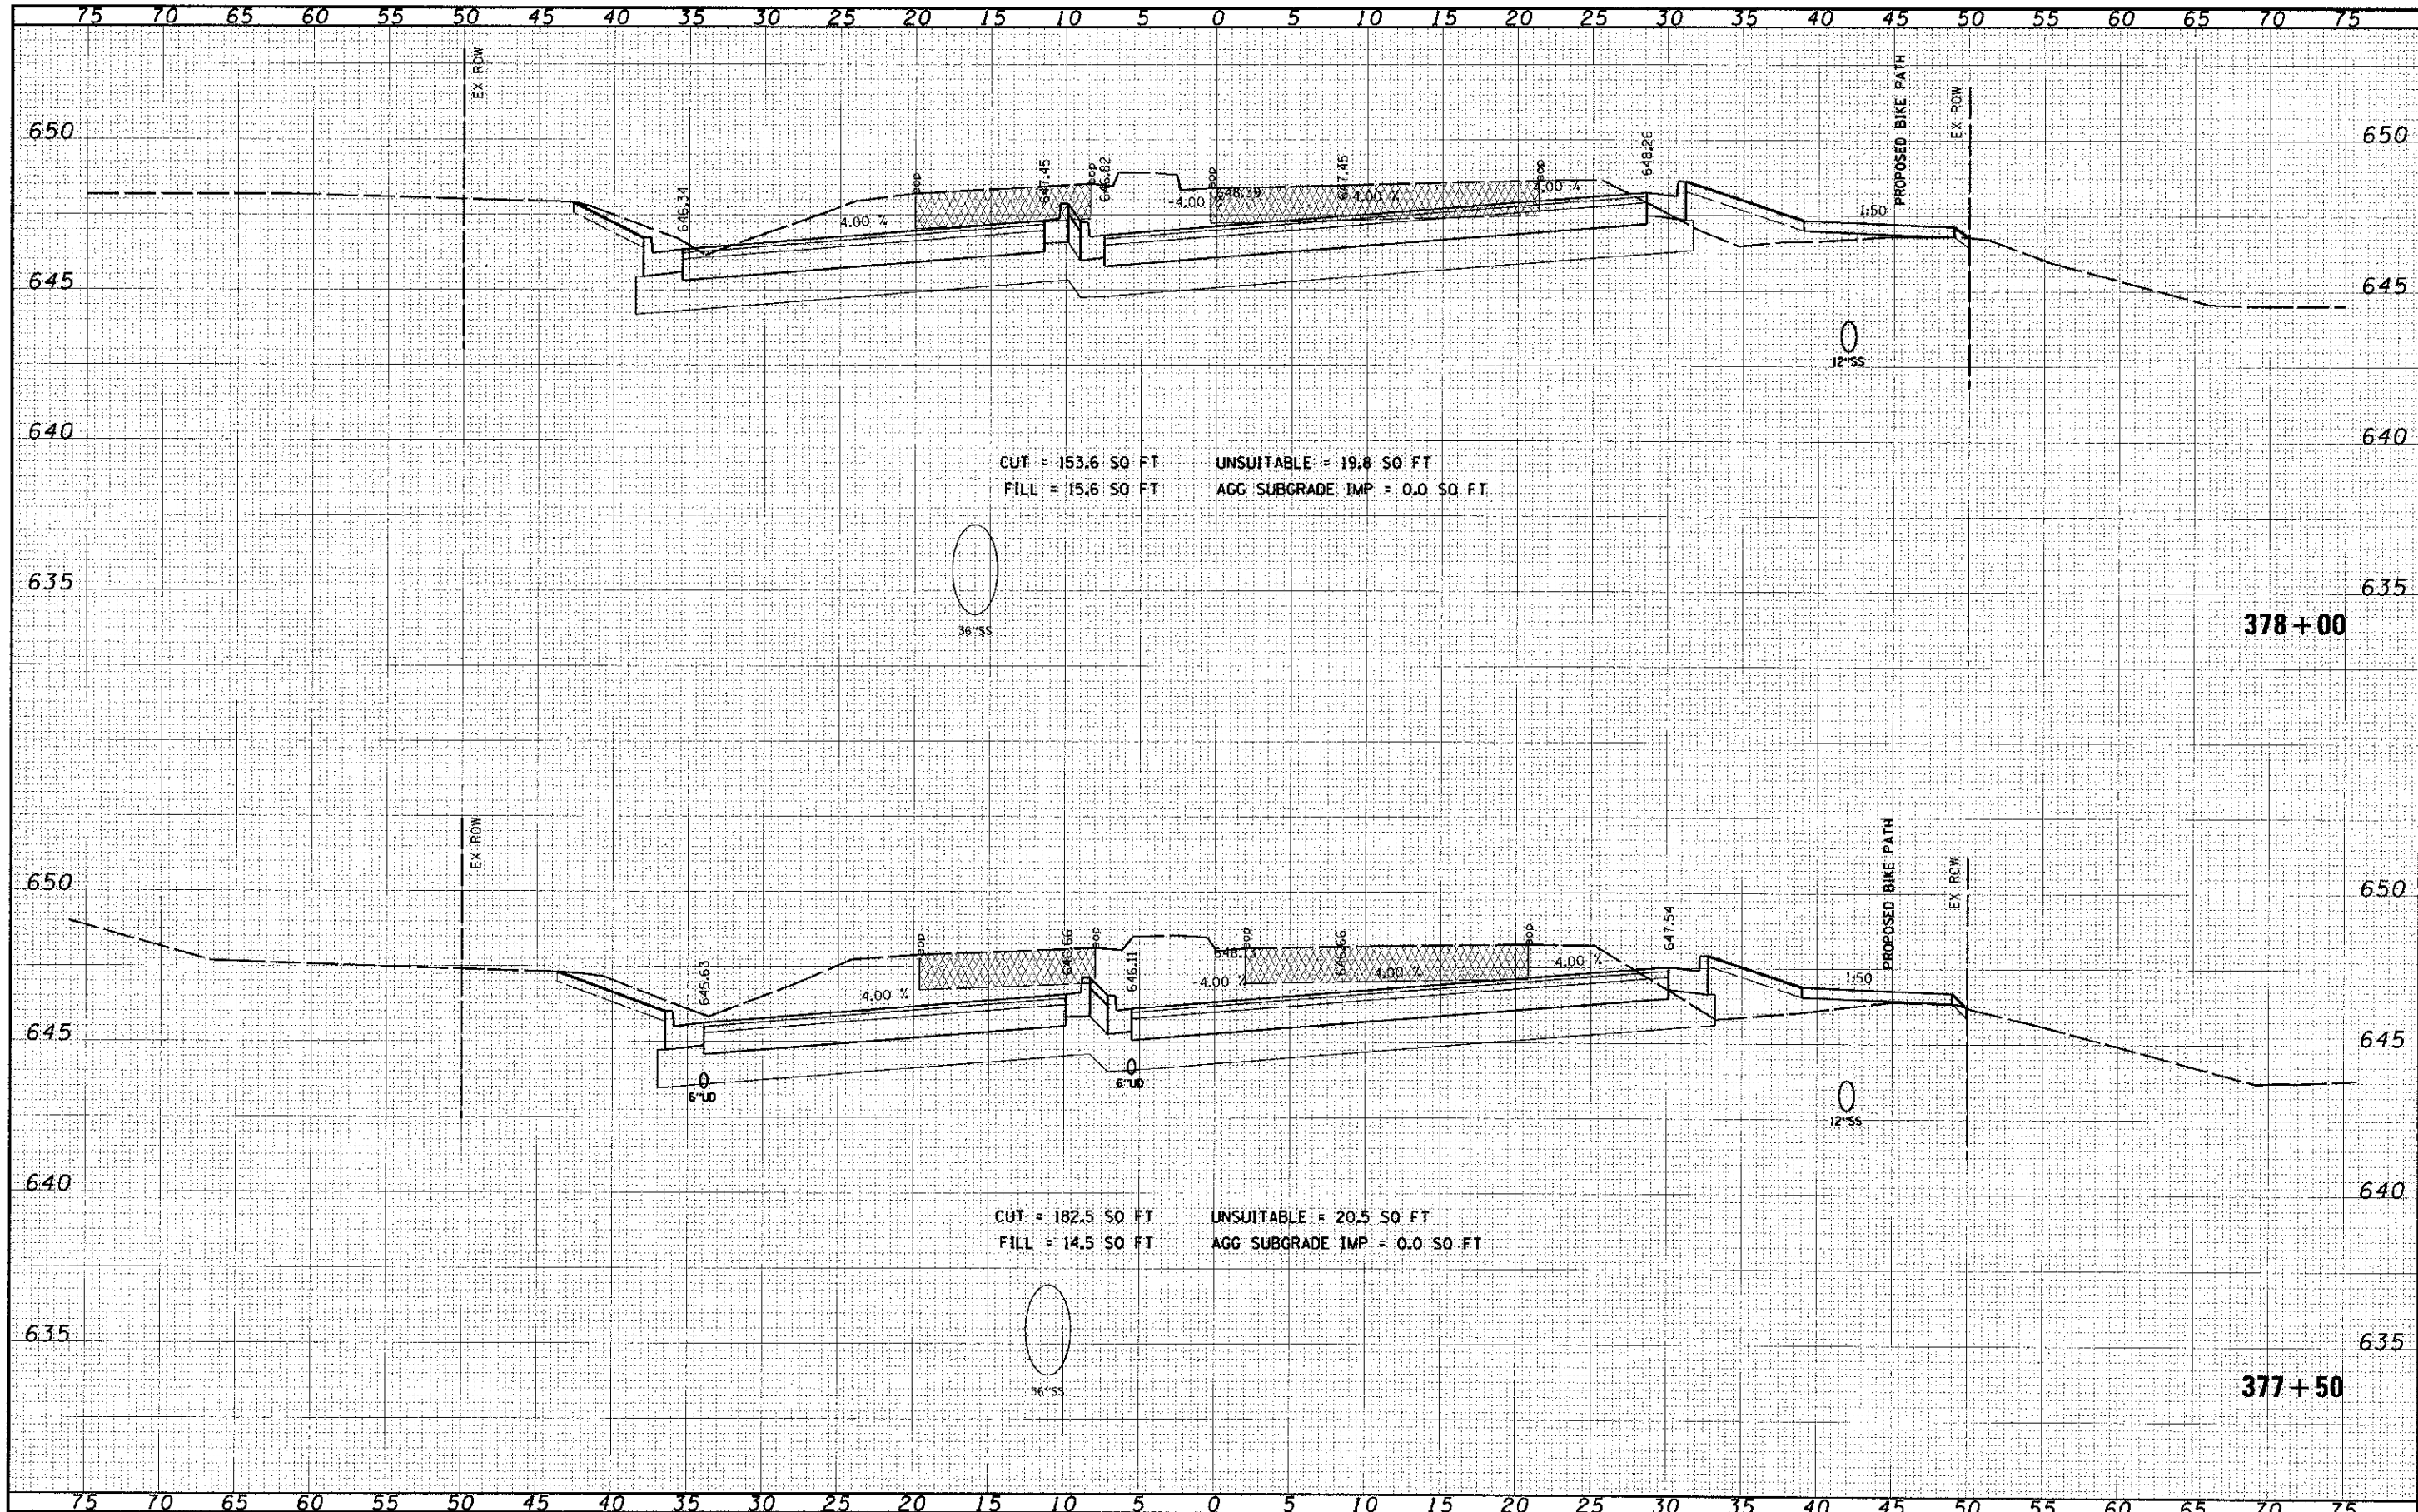 75 70 65 60 55 50 45 40 35 30 25 20 15 10 5 0 5 10 15 20 25 30 35 40 45 50 55 60 65 70 75
EX ROW
PROPOSED BIKE PATH
EX ROW
650 650
646.34
eop
647.45
eop
646.82
eop
648.39
647.45
eop
648.26
4.00 %
-4.00 %
4.00 %
4.00 %
1:50
645 645
12"SS
640 640
CUT = 153.6 SQ FT UNSUITABLE = 19.8 SQ FT
FILL = 15.6 SQ FT AGG SUBGRADE IMP = 0.0 SQ FT
635 635
36"SS
378+00
EX ROW
PROPOSED BIKE PATH
EX ROW
650 650
645.63
eop
646.66
eop
646.11
eop
648.13
646.66
eop
647.54
4.00 %
4.00 %
4.00 %
4.00 %
1:50
645 645
6"UD
6"UD
12"SS
640 640
CUT = 182.5 SQ FT UNSUITABLE = 20.5 SQ FT
FILL = 14.5 SQ FT AGG SUBGRADE IMP = 0.0 SQ FT
635 635
36"SS
377+50
75 70 65 60 55 50 45 40 35 30 25 20 15 10 5 0 5 10 15 20 25 30 35 40 45 50 55 60 65 70 75